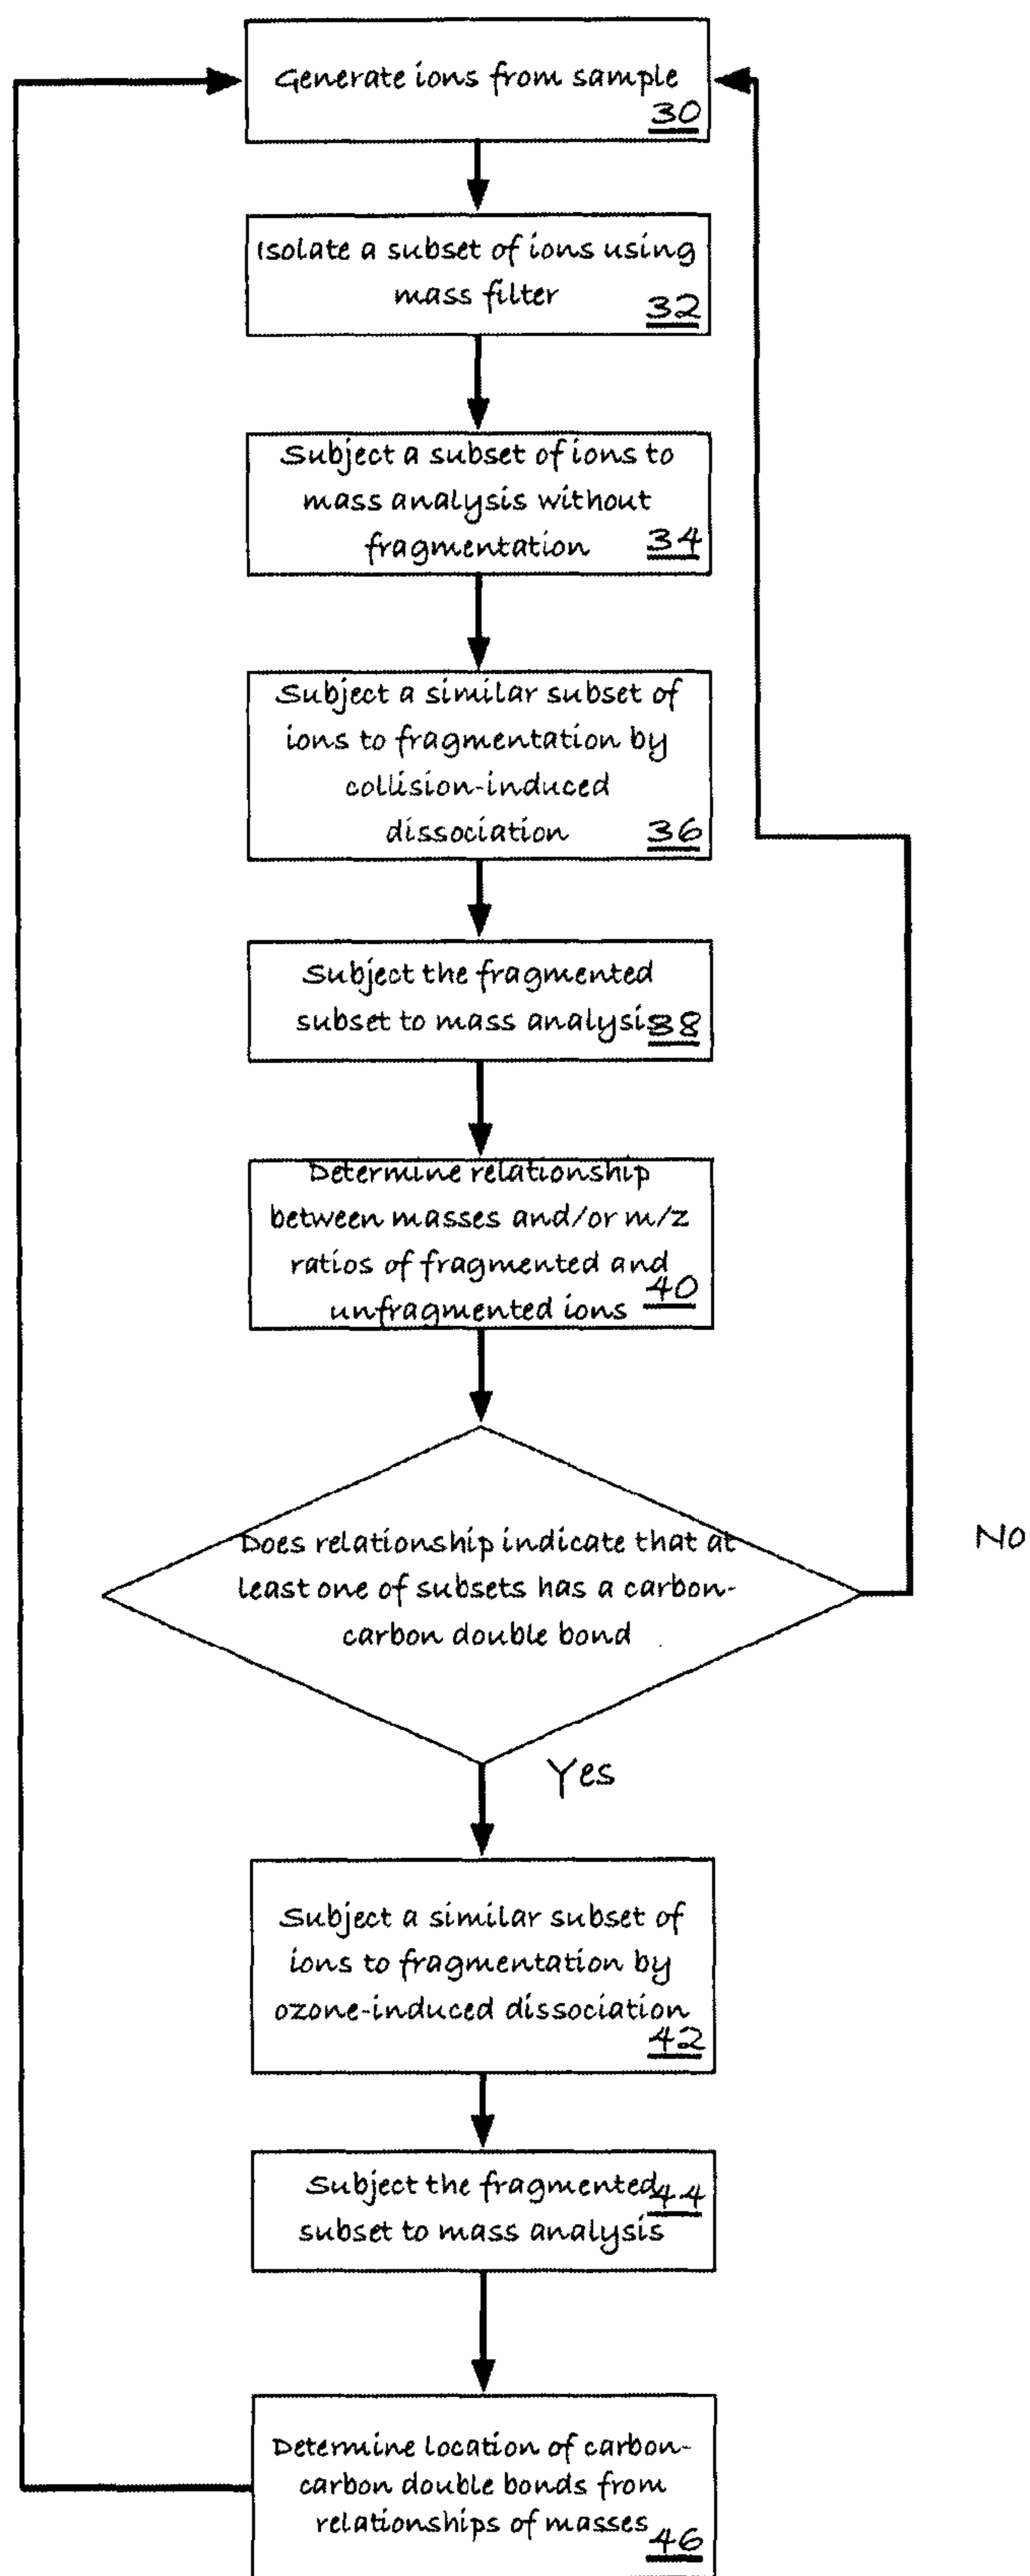 Generate ions from sample
30
Isolate a subset of ions using
mass filter
32
Subject a subset of ions to
mass analysis without
fragmentation
34
Subject a similar subset of
ions to fragmentation by
collision-induced
dissociation
36
Subject the fragmented
subset to mass analysis
38
Determine relationship
between masses and/or m/z
ratios of fragmented and
unfragmented ions
40
Does relationship indicate that at
least one of subsets has a carbon-
carbon double bond
No
Yes
Subject a similar subset of
ions to fragmentation by
ozone-induced dissociation
42
Subject the fragmented
subset to mass analysis
44
Determine location of carbon-
carbon double bonds from
relationships of masses
46